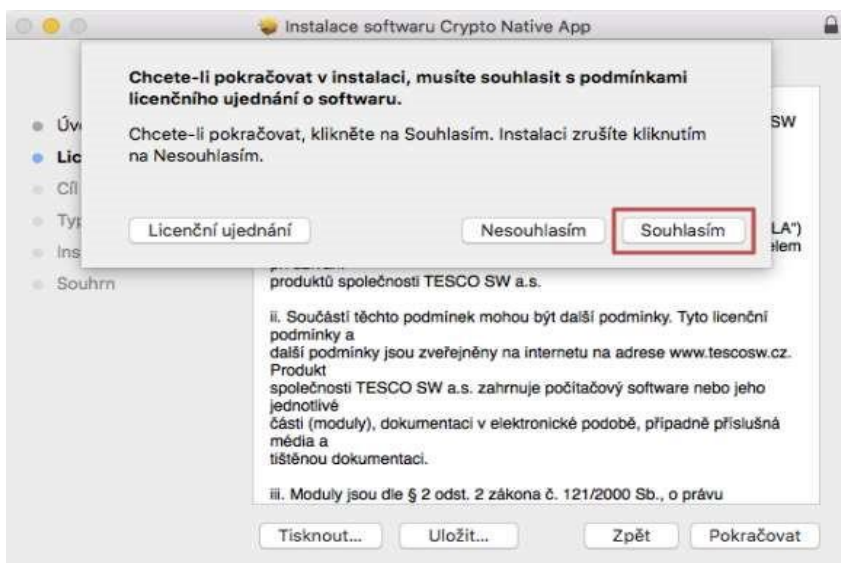 Instalace softwaru Crypto Native App
Chcete-li pokračovat v instalaci, musíte souhlasit s podmínkami
licenčního ujednání o softwaru.
Chcete-li pokračovat, klikněte na Souhlasím. Instalaci zrušíte kliknutím
na Nesouhlasím.
Licenční ujednání
Nesouhlasím
Souhlasím
Úv
Lic
Cíl
Typ
Ins
Souhrn
SW
LA")
elem
produktů společnosti TESCO SW a.s.
ii. Součástí těchto podmínek mohou být další podmínky. Tyto licenční
podmínky a
další podmínky jsou zveřejněny na internetu na adrese www.tescosw.cz.
Produkt
společnosti TESCO SW a.s. zahrnuje počítačový software nebo jeho
jednotlivé
části (moduly), dokumentaci v elektronické podobě, případně příslušná
média a
tištěnou dokumentaci.
iii. Moduly jsou dle § 2 odst. 2 zákona č. 121/2000 Sb., o právu
Tisknout...
Uložit...
Zpět
Pokračovat